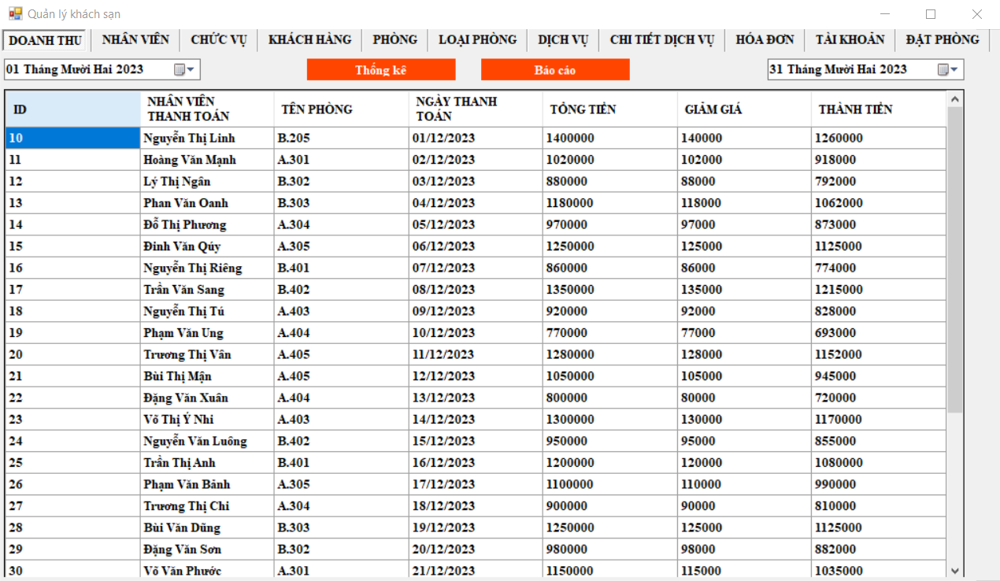 Quản lý khách sạn
DOANH THU NHÂN VIÊN CHỨC VỤ KHÁCH HÀNG PHÒNG LOẠI PHÒNG DỊCH VỤ CHI TIẾT DỊCH VỤ HÓA ĐƠN TÀI KHOẢN ĐẶT PHÒNG
01 Tháng Mười Hai 2023 Thống kê Báo cáo 31 Tháng Mười Hai 2023
ID NHÂN VIÊN THANH TOÁN TÊN PHÒNG NGÀY THANH TOÁN TỔNG TIỀN GIẢM GIÁ THÀNH TIỀN
10 Nguyễn Thị Linh B.205 01/12/2023 1400000 140000 1260000
11 Hoàng Văn Mạnh A.301 02/12/2023 1020000 102000 918000
12 Lý Thị Ngân B.302 03/12/2023 880000 88000 792000
13 Phan Văn Oanh B.303 04/12/2023 1180000 118000 1062000
14 Đỗ Thị Phương A.304 05/12/2023 970000 97000 873000
15 Đinh Văn Qúy A.305 06/12/2023 1250000 125000 1125000
16 Nguyễn Thị Riêng B.401 07/12/2023 860000 86000 774000
17 Trần Văn Sang B.402 08/12/2023 1350000 135000 1215000
18 Nguyễn Thị Tú A.403 09/12/2023 920000 92000 828000
19 Phạm Văn Ung A.404 10/12/2023 770000 77000 693000
20 Trương Thị Vân A.405 11/12/2023 1280000 128000 1152000
21 Bùi Thị Mận A.405 12/12/2023 1050000 105000 945000
22 Đặng Văn Xuân A.404 13/12/2023 800000 80000 720000
23 Võ Thị Ý Nhi A.403 14/12/2023 1300000 130000 1170000
24 Nguyễn Văn Luông B.402 15/12/2023 950000 95000 855000
25 Trần Thị Anh B.401 16/12/2023 1200000 120000 1080000
26 Phạm Văn Bảnh A.305 17/12/2023 1100000 110000 990000
27 Trương Thị Chi A.304 18/12/2023 900000 90000 810000
28 Bùi Văn Dũng B.303 19/12/2023 1250000 125000 1125000
29 Đặng Văn Sơn B.302 20/12/2023 980000 98000 882000
30 Võ Văn Phước A.301 21/12/2023 1150000 115000 1035000